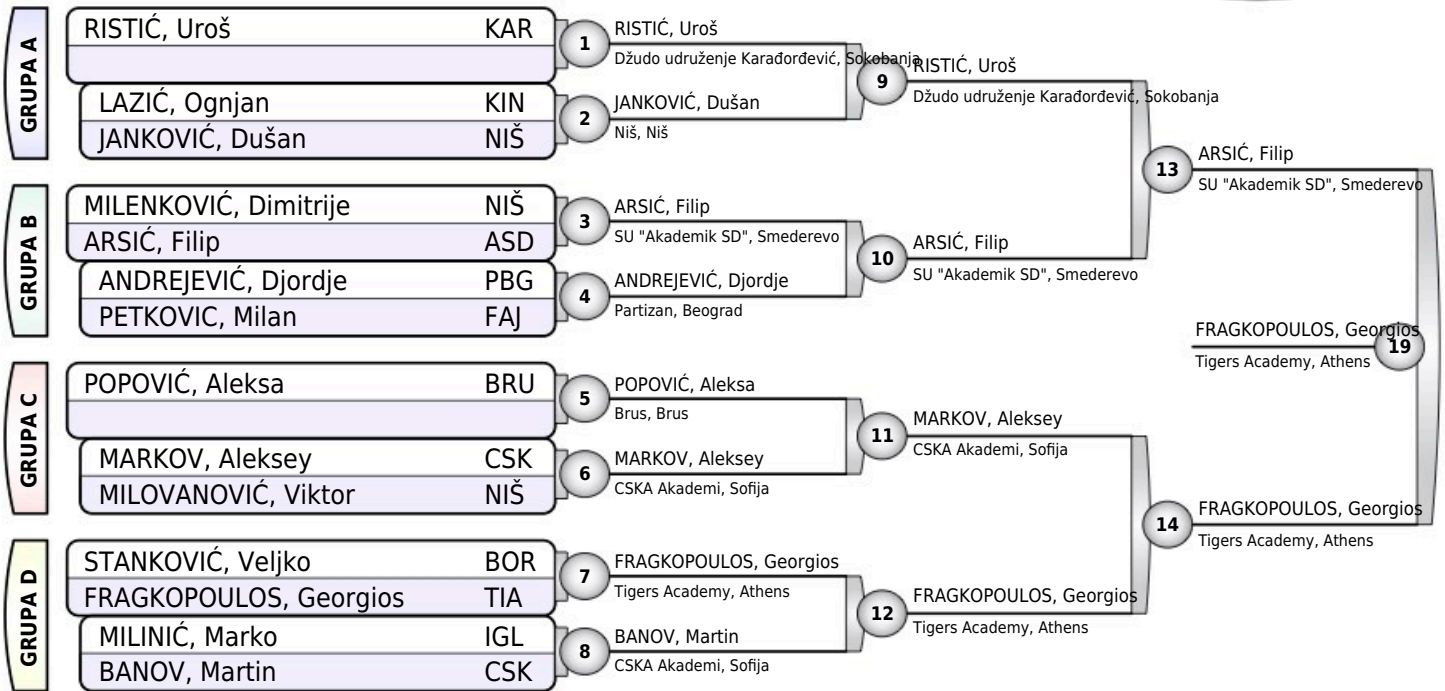 GRUPA A
RISTIĆ, Uroš KAR
LAZIĆ, Ognjan KIN
JANKOVIĆ, Dušan NIŠ
GRUPA B
MILENKOVIĆ, Dimitrije NIŠ
ARSIĆ, Filip ASD
ANDREJEVIĆ, Djordje PBG
PETKOVIC, Milan FAJ
GRUPA C
POPOVIĆ, Aleksa BRU
MARKOV, Aleksey CSK
MILOVANOVIĆ, Viktor NIŠ
GRUPA D
STANKOVIĆ, Veljko BOR
FRAGKOPOULOS, Georgios TIA
MILINIĆ, Marko IGL
BANOV, Martin CSK
1
RISTIĆ, Uroš
Džudo udruženje Karađorđević, Sokobanja
2
JANKOVIĆ, Dušan
Niš, Niš
3
ARSIĆ, Filip
SU "Akademik SD", Smederevo
4
ANDREJEVIĆ, Djordje
Partizan, Beograd
5
POPOVIĆ, Aleksa
Brus, Brus
6
MARKOV, Aleksey
CSKA Akademi, Sofija
7
FRAGKOPOULOS, Georgios
Tigers Academy, Athens
8
BANOV, Martin
CSKA Akademi, Sofija
9
RISTIĆ, Uroš
Džudo udruženje Karađorđević, Sokobanja
10
ARSIĆ, Filip
SU "Akademik SD", Smederevo
11
MARKOV, Aleksey
CSKA Akademi, Sofija
12
FRAGKOPOULOS, Georgios
Tigers Academy, Athens
13
ARSIĆ, Filip
SU "Akademik SD", Smederevo
14
FRAGKOPOULOS, Georgios
Tigers Academy, Athens
FRAGKOPOULOS, Georgios
19
Tigers Academy, Athens